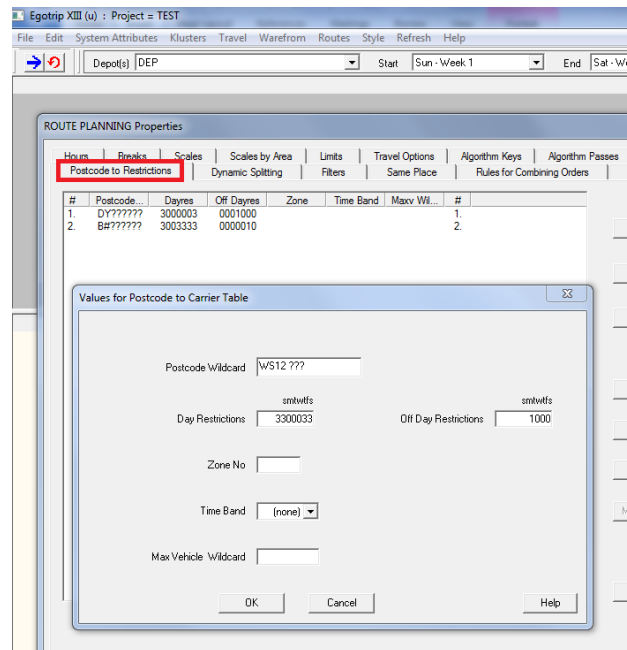 Egotrip XIII (u) : Project = TEST
File Edit System Attributes Klusters Travel Warefrom Routes Style Refresh Help
Depot(s) DEP Start Sun - Week 1 End Sat - We
ROUTE PLANNING Properties
Hours Breaks Scales Scales by Area Limits Travel Options Algorithm Keys Algorithm Passes
Postcode to Restrictions Dynamic Splitting Filters Same Place Rules for Combining Orders
# Postcode... Dayres Off Dayres Zone Time Band Maxv Wil... #
1. DY?????? 3000003 0001000 1.
2. B#?????? 3003333 0000010 2.
Values for Postcode to Carrier Table
Postcode Wildcard WS12 ???
smtwtfs smtwtfs
Day Restrictions 3300033 Off Day Restrictions 1000
Zone No
Time Band (none)
Max Vehicle Wildcard
OK Cancel Help